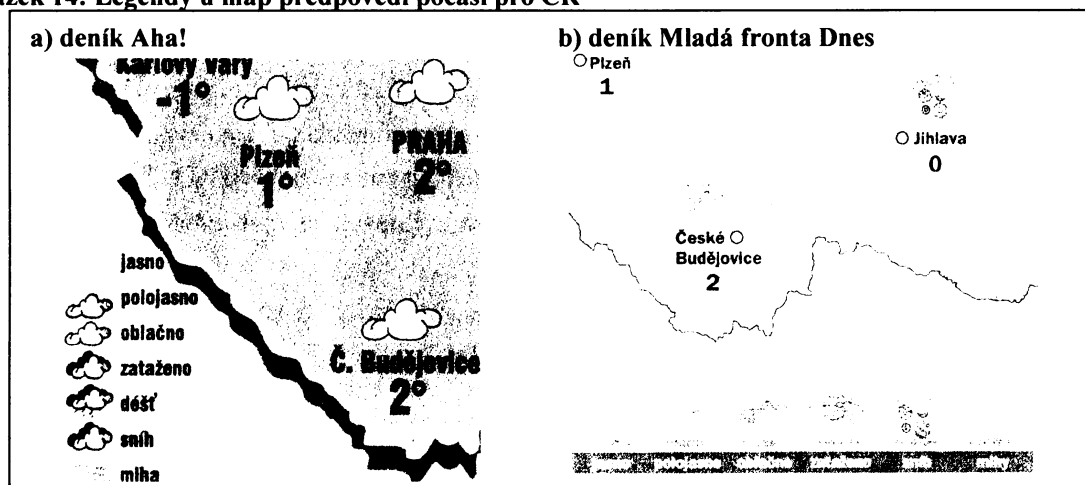 a) deník Aha!
Karlovy Vary
-1°
Plzeň
1°
PRAHA
2°
jasno
polojasno
oblačno
zataženo
déšť
sníh
mlha
Č. Budějovice
2°
b) deník Mladá fronta Dnes
Plzeň
1
Jihlava
0
České
Budějovice
2